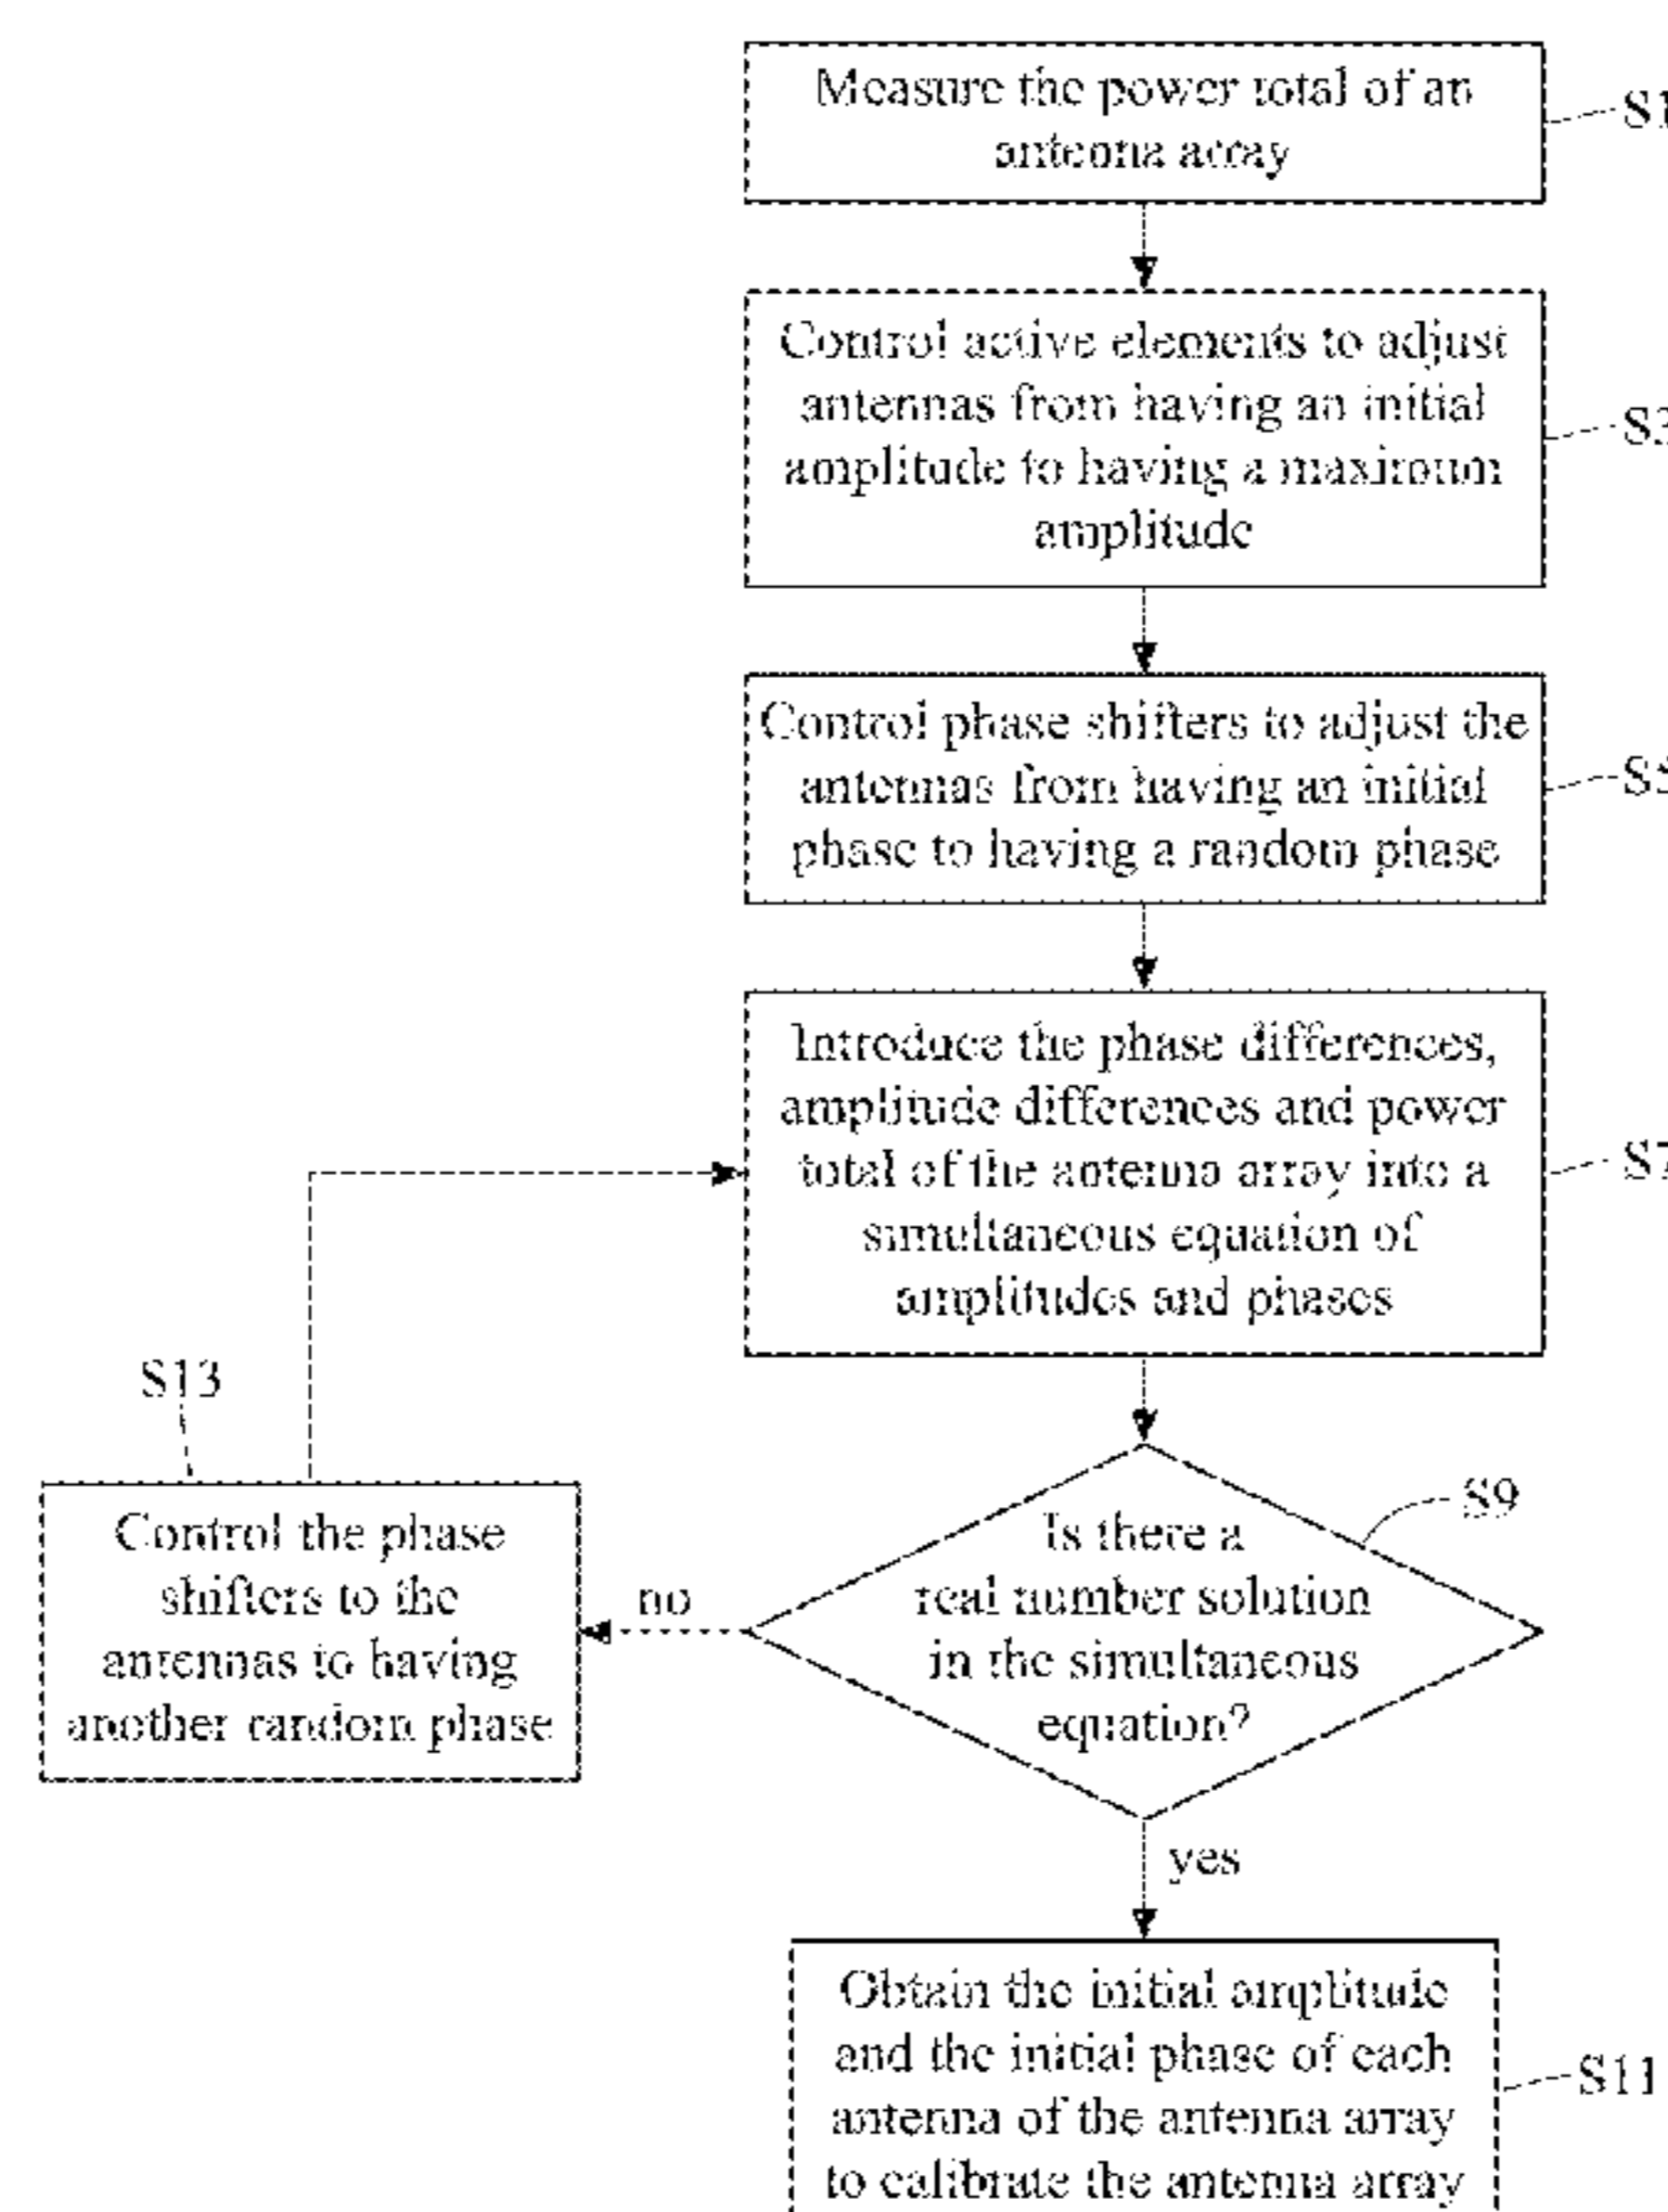 Measure the power total of an
antenna array
S1
Control active elements to adjust
antennas from having an initial
amplitude to having a maximum
amplitude
S3
Control phase shifters to adjust the
antennas from having an initial
phase to having a random phase
S5
Introduce the phase differences,
amplitude differences and power
total of the antenna array into a
simultaneous equation of
amplitudes and phases
S7
S13
Control the phase
shifters to the
antennas to having
another random phase
no
Is there a
real number solution
in the simultaneous
equation?
S9
yes
Obtain the initial amplitude
and the initial phase of each
antenna of the antenna array
to calibrate the antenna array
S11